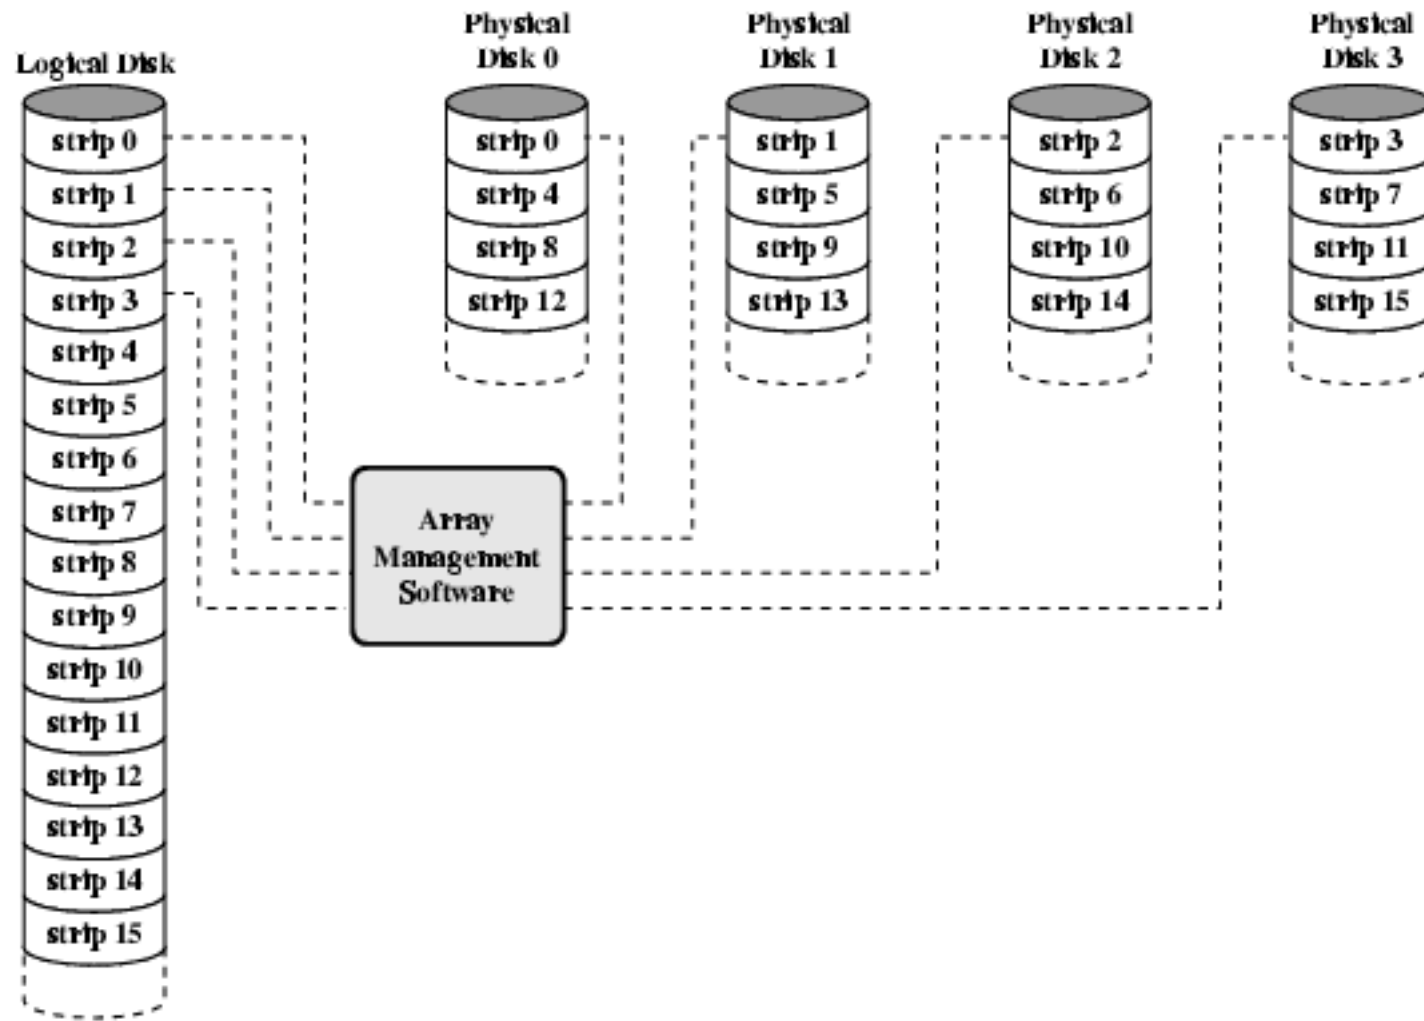 Logical Disk
strip 0
strip 1
strip 2
strip 3
strip 4
strip 5
strip 6
strip 7
strip 8
strip 9
strip 10
strip 11
strip 12
strip 13
strip 14
strip 15
Physical
Disk 0
strip 0
strip 4
strip 8
strip 12
Physical
Disk 1
strip 1
strip 5
strip 9
strip 13
Physical
Disk 2
strip 2
strip 6
strip 10
strip 14
Physical
Disk 3
strip 3
strip 7
strip 11
strip 15
Array
Management
Software